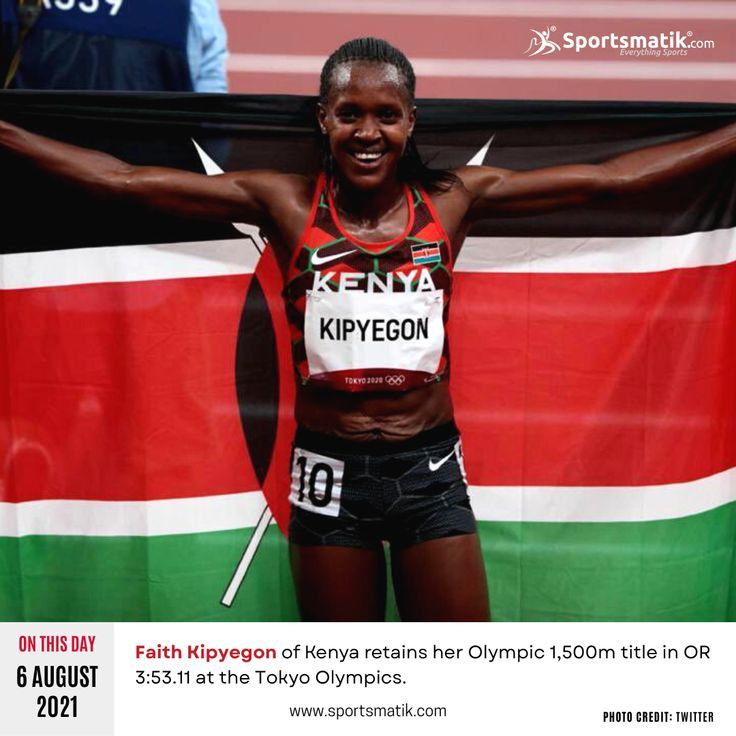 Sportsmatik.com
Everything Sports
KENYA
KIPYEGON
TOKYO 2020
10
ON THIS DAY
6 AUGUST
2021
Faith Kipyegon of Kenya retains her Olympic 1,500m title in OR
3:53.11 at the Tokyo Olympics.
www.sportsmatik.com
PHOTO CREDIT: TWITTER